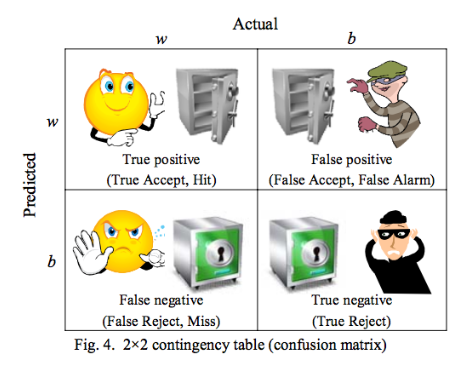 Actual
w b
Predicted
w
True positive
(True Accept, Hit)
False positive
(False Accept, False Alarm)
b
False negative
(False Reject, Miss)
True negative
(True Reject)
Fig. 4. 2×2 contingency table (confusion matrix)